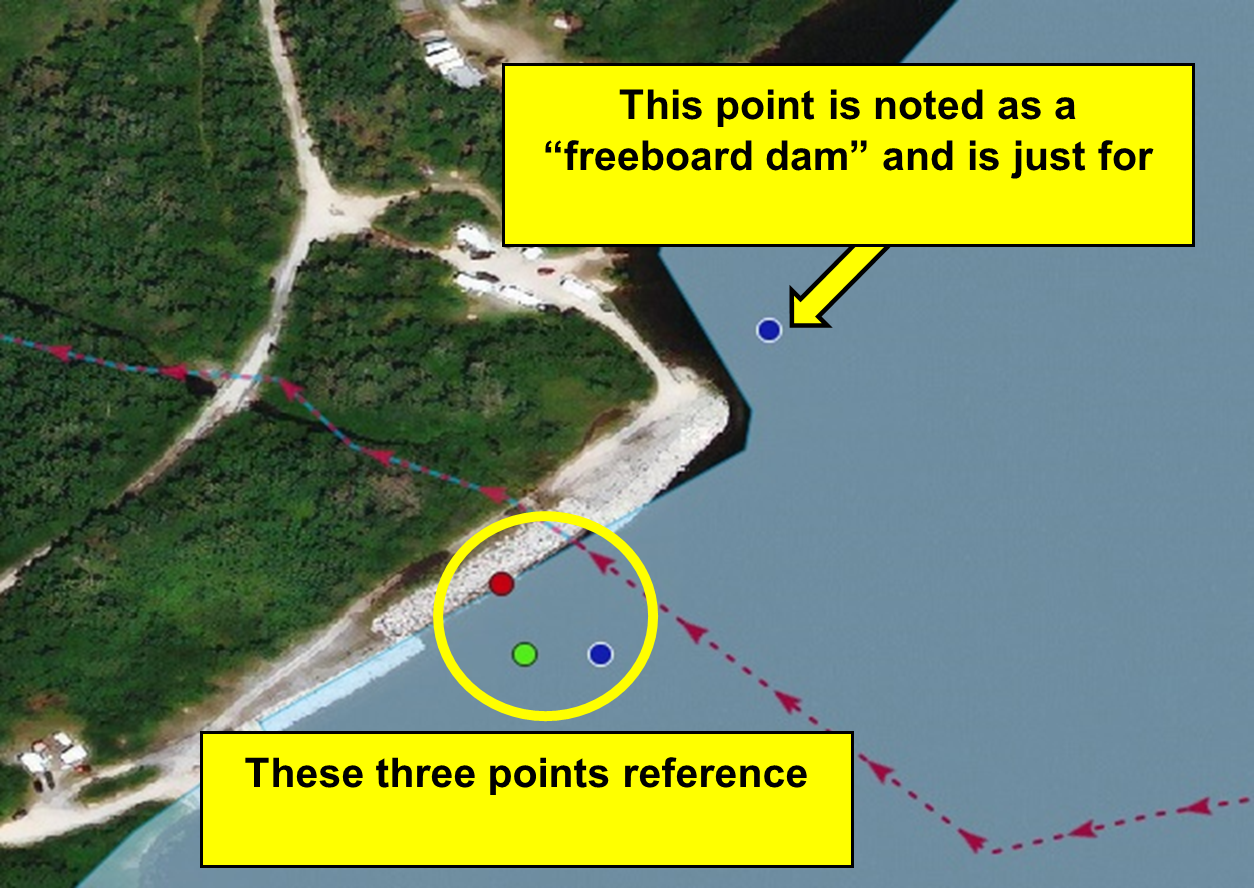 This point is noted as a
“freeboard dam” and is just for
These three points reference